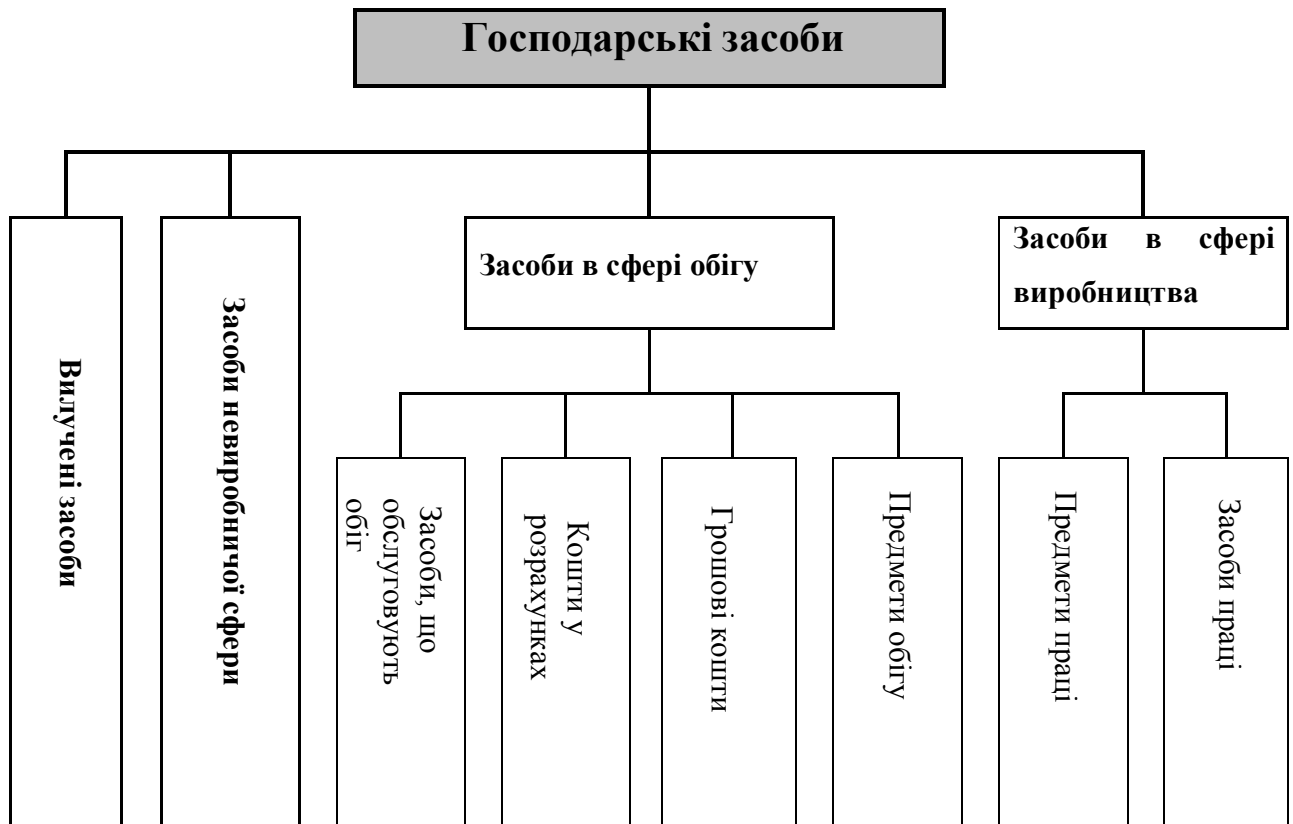 Господарські засоби
Вилучені засоби
Засоби невиробничої сфери
Засоби в сфері обігу
Засоби в сфері
виробництва
Засоби, що
обслуговують
обіг
Кошти у
розрахунках
Грошові кошти
Предмети обігу
Предмети праці
Засоби праці